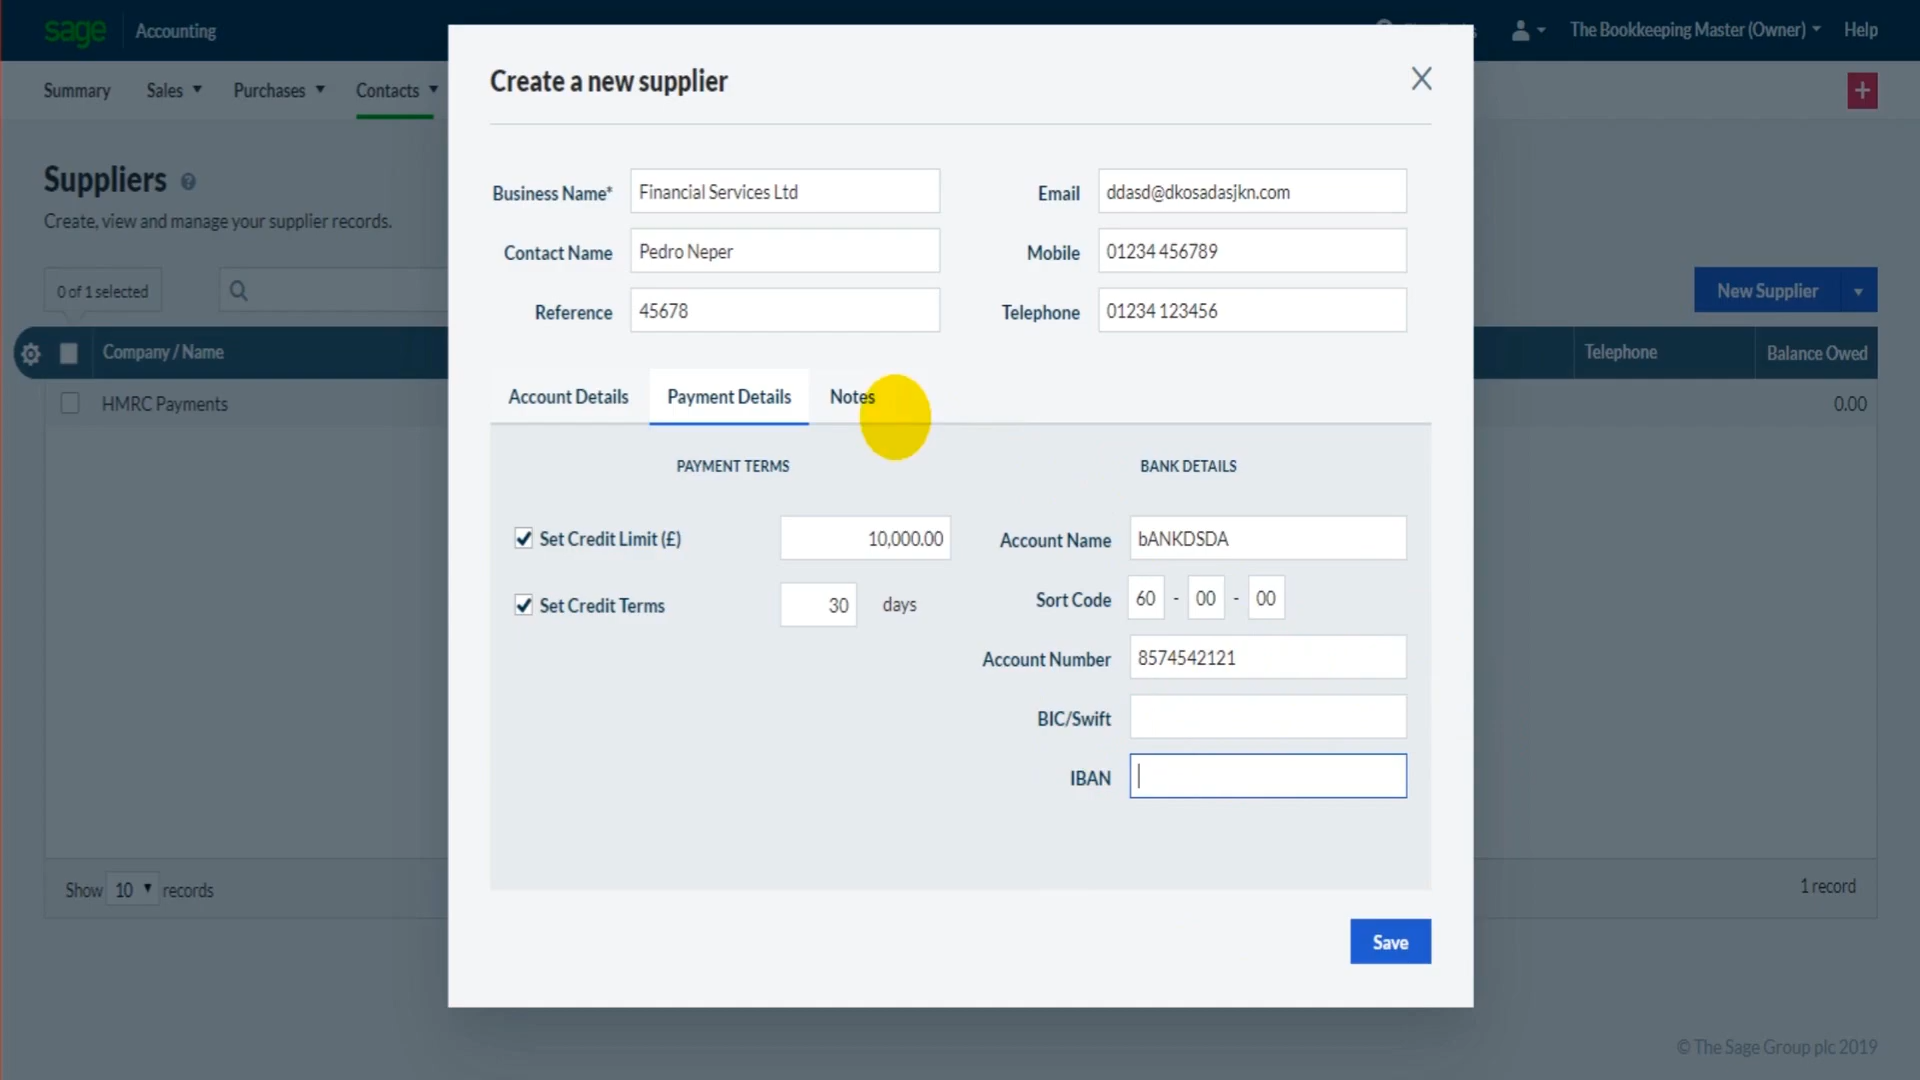 sage Accounting
The Bookkeeping Master (Owner) Help
Summary Sales Purchases Contacts
Suppliers
Create, view and manage your supplier records.
0 of 1 selected
New Supplier
Company / Name
Telephone Balance Owed
HMRC Payments
0.00
Show 10 records
1 record
© The Sage Group plc 2019
Create a new supplier
Business Name* Financial Services Ltd
Email ddasd@dkosadasjkn.com
Contact Name Pedro Neper
Mobile 01234 456789
Reference 45678
Telephone 01234 123456
Account Details Payment Details Notes
PAYMENT TERMS
Set Credit Limit (£) 10,000.00
Set Credit Terms 30 days
BANK DETAILS
Account Name bANKDSDA
Sort Code 60 - 00 - 00
Account Number 8574542121
BIC/Swift
IBAN
Save